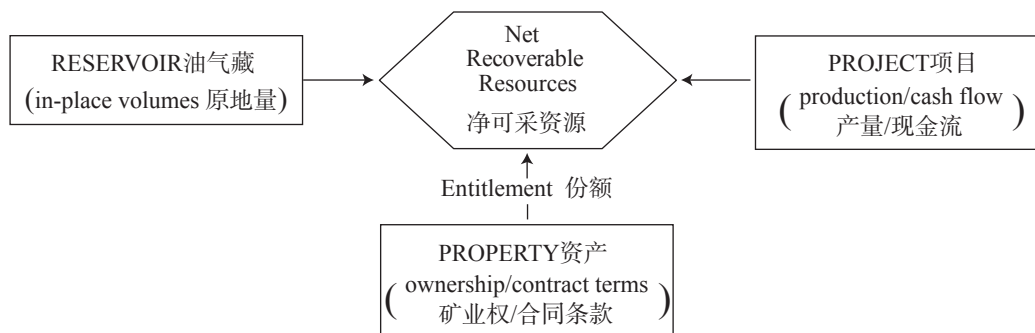 RESERVOIR油气藏
(in-place volumes 原地量)
Net
Recoverable
Resources
净可采资源
PROJECT项目
(production/cash flow
产量/现金流)
Entitlement 份额
PROPERTY资产
(ownership/contract terms
矿业权/合同条款)